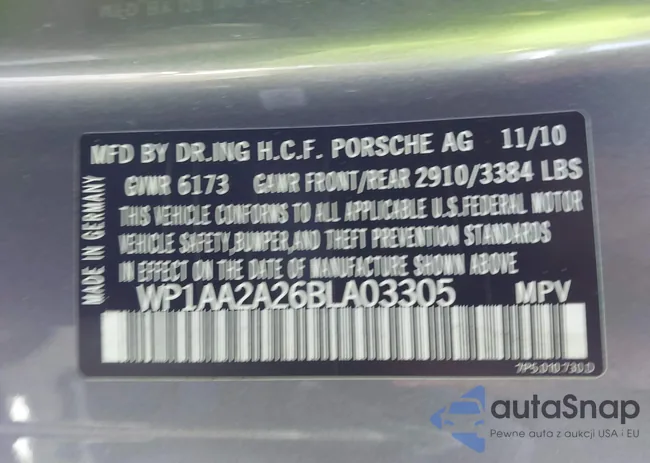 MFD BY DR.ING H.C.F. PORSCHE AG 11/10
GVWR 6173 GAWR FRONT/REAR 2910/3384 LBS
THIS VEHICLE CONFORMS TO ALL APPLICABLE U.S.FEDERAL MOTOR
VEHICLE SAFETY,BUMPER,AND THEFT PREVENTION STANDARDS
IN EFFECT ON THE DATE OF MANUFACTURE SHOWN ABOVE
MADE IN GERMANY
WP1AA2A26BLA03305 MPV
7P5.010.730.D
autaSnap
Pewne auta z aukcji USA i EU